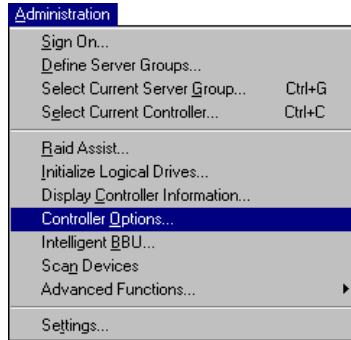 Administration
Sign On...
Define Server Groups...
Select Current Server Group... Ctrl+G
Select Current Controller... Ctrl+C
Raid Assist...
Initialize Logical Drives...
Display Controller Information...
Controller Options...
Intelligent BBU...
Scan Devices
Advanced Functions...
Settings...